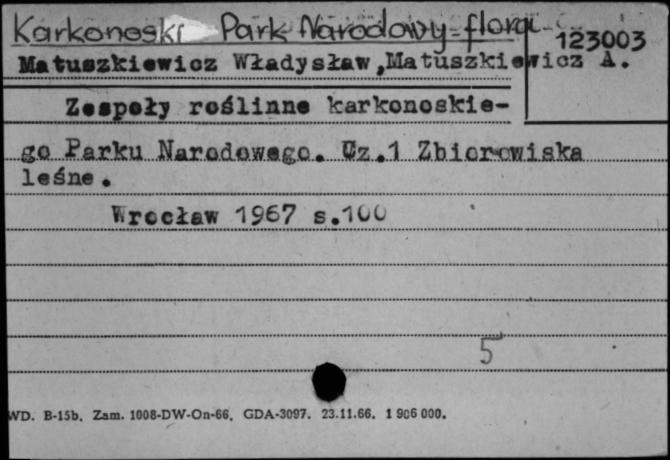 Karkonoski Park Narodowy-flora
123003
Matuszkiewicz Władysław,Matuszkiewicz A.
Zespoły roślinne karkonoskie-
go Parku Narodowego. Cz.1 Zbiorowiska
leśne.
Wrocław 1967 s.100
5
WD. B-15b. Zam. 1008-DW-On-66. GDA-3097. 23.11.66. 1 906 000.